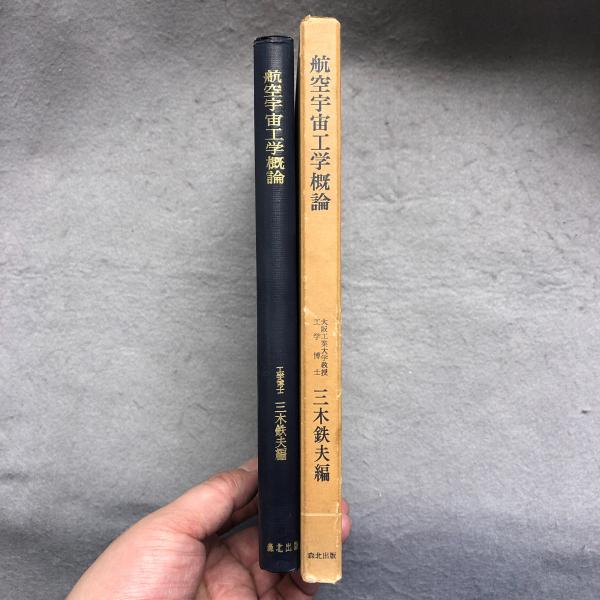 航空宇宙工学概論
工学博士 三木鉄夫編
森北出版
航空宇宙工学概論
大阪工業大学教授
工学博士
三木鉄夫編
森北出版